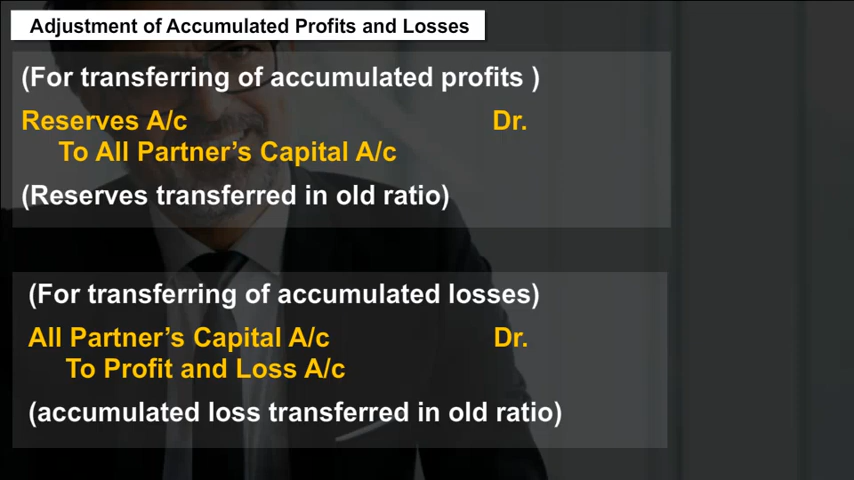 Adjustment of Accumulated Profits and Losses
(For transferring of accumulated profits )
Reserves A/c Dr.
To All Partner's Capital A/c
(Reserves transferred in old ratio)
(For transferring of accumulated losses)
All Partner's Capital A/c Dr.
To Profit and Loss A/c
(accumulated loss transferred in old ratio)